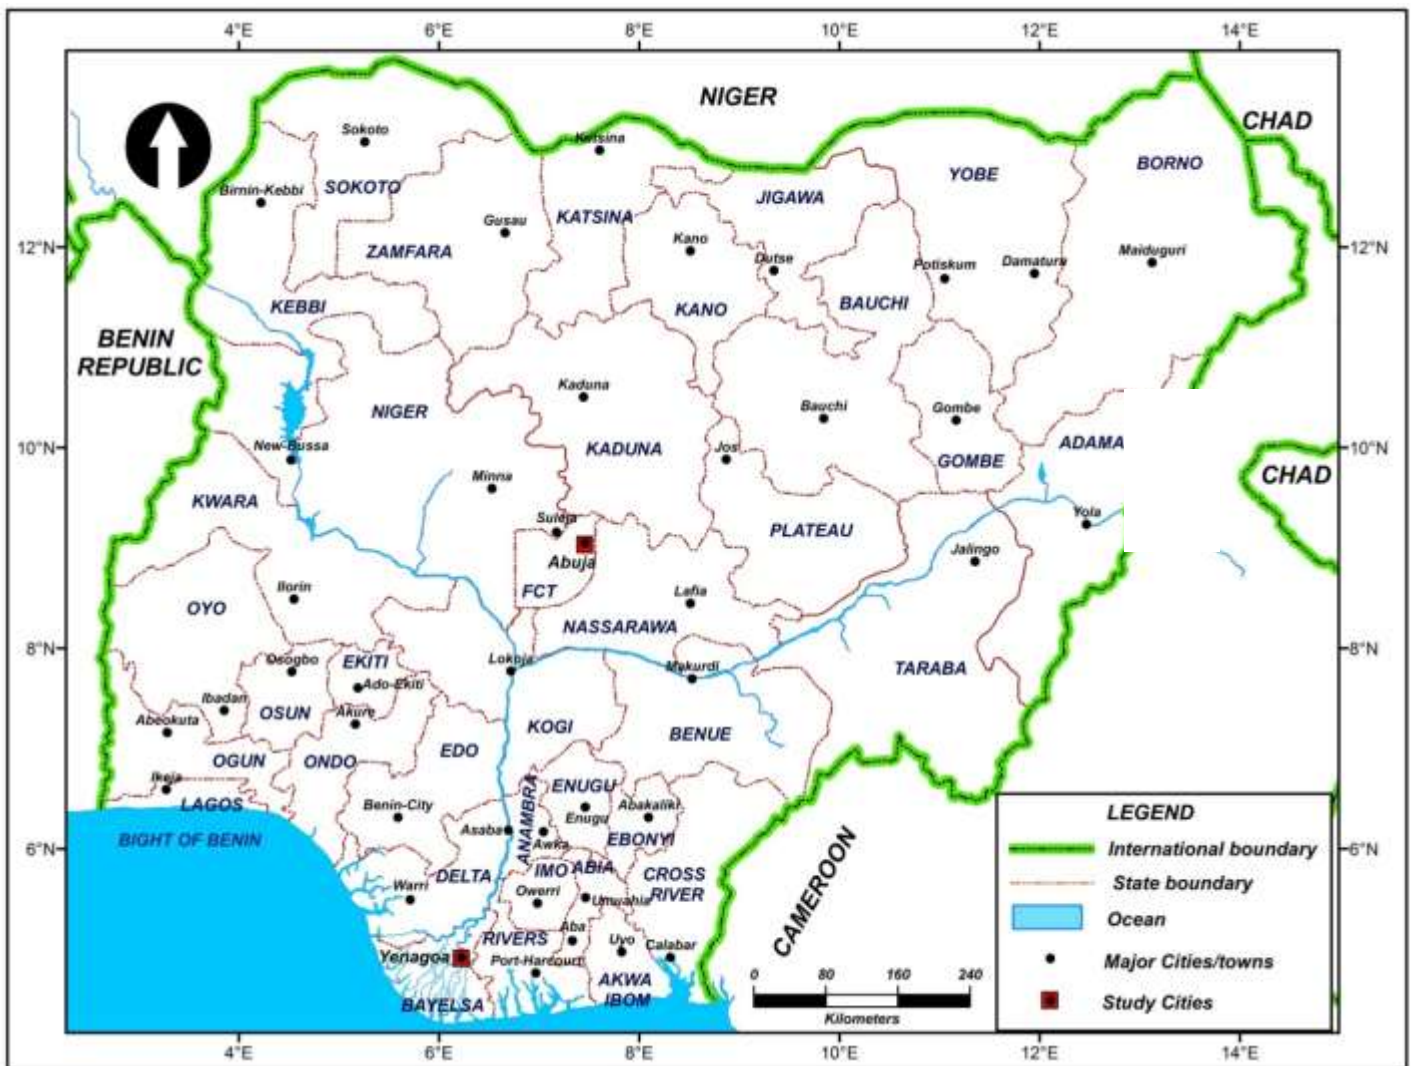 4°E 6°E 8°E 10°E 12°E 14°E
NIGER
CHAD
Sokoto
Katsina
BORNO
YOBE
Birnin-Kebbi
SOKOTO
JIGAWA
KATSINA
Gusau
Kano
12°N
12°N
ZAMFARA
Dutse
Potiskum
Damaturu
Maiduguri
KEBBI
KANO
BAUCHI
BENIN
REPUBLIC
Kaduna
NIGER
Bauchi
Gombe
10°N
New-Bussa
KADUNA
Jos
GOMBE
ADAMA
10°N
CHAD
Minna
KWARA
Suleja
PLATEAU
Yola
Abuja
Jalingo
Ilorin
FCT
Lafia
OYO
NASSARAWA
8°N
Osogbo
EKITI
Lokoja
Makurdi
TARABA
8°N
Ado-Ekiti
Ibadan
OSUN
Akure
Abeokuta
KOGI
BENUE
OGUN
ONDO
EDO
Ikeja
ENUGU
LAGOS
Benin-City
Abakaliki
Enugu
ANAMBRA
BIGHT OF BENIN
Asaba
Awka
EBONYI
6°N
6°N
DELTA
IMO
ABIA
CROSS
RIVER
Warri
Owerri
Umuahia
CAMEROON
Aba
RIVERS
Uyo
Calabar
Yenagoa
Port-Harcourt
AKWA
IBOM
BAYELSA
0 80 160 240
Kilometers
LEGEND
International boundary
State boundary
Ocean
Major Cities/towns
Study Cities
4°E 6°E 8°E 10°E 12°E 14°E